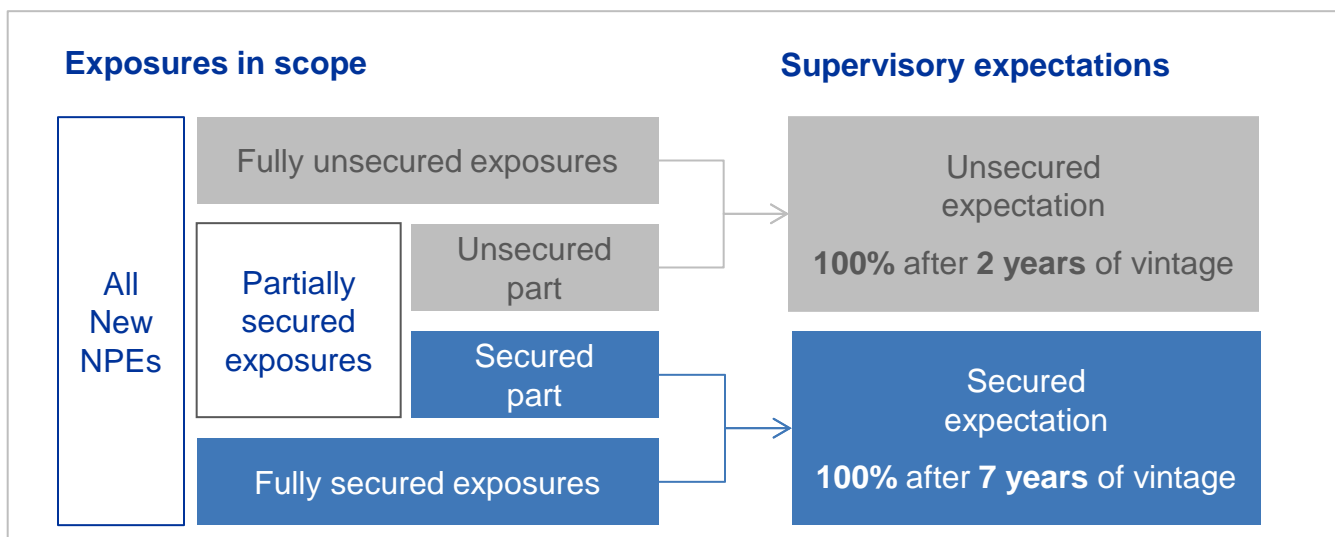 Exposures in scope
Supervisory expectations
All
New
NPEs
Fully unsecured exposures
Partially
secured
exposures
Unsecured
part
Secured
part
Fully secured exposures
Unsecured
expectation
100% after 2 years of vintage
Secured
expectation
100% after 7 years of vintage